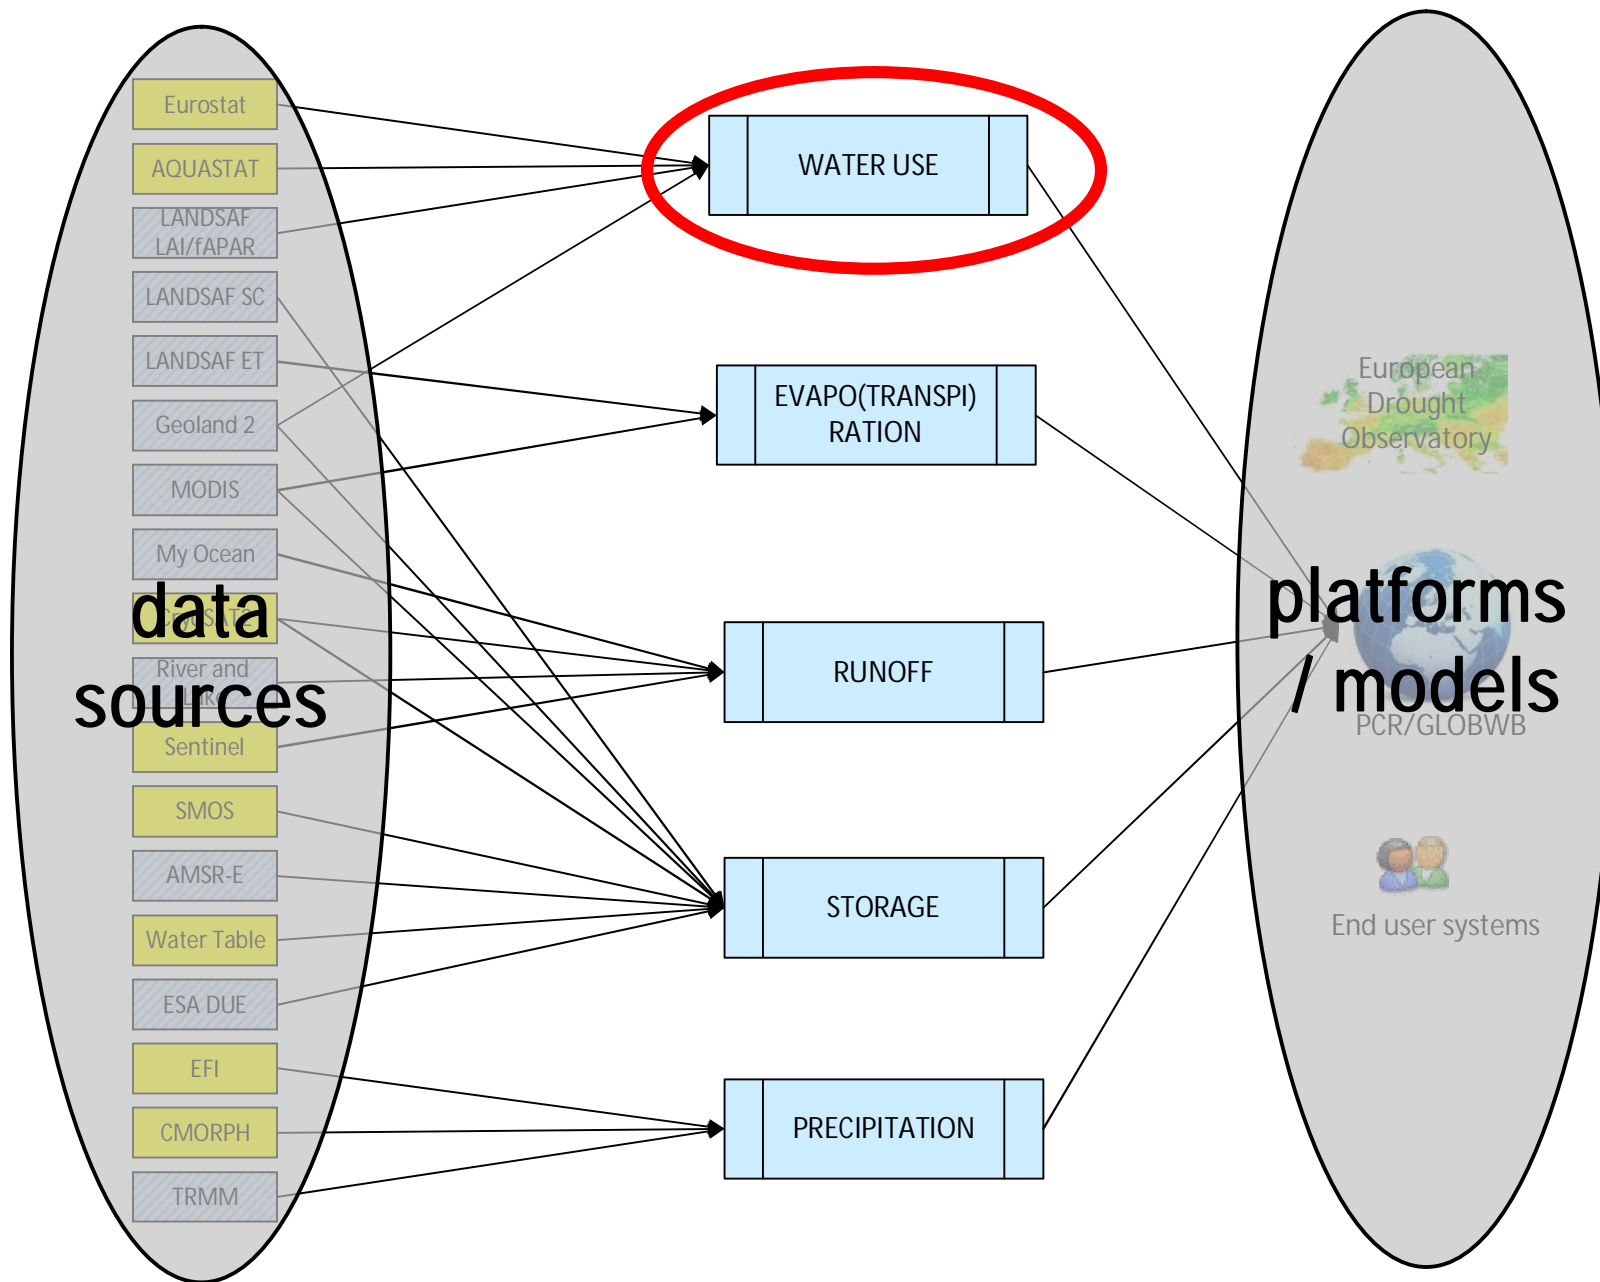 Eurostat
AQUASTAT
LANDSAF
LAI/fAPAR
LANDSAF SC
LANDSAF ET
Geoland 2
MODIS
My Ocean
CryoSAT2
River and
Lake
Sentinel
SMOS
AMSR-E
Water Table
ESA DUE
EFI
CMORPH
TRMM
data
sources
WATER USE
EVAPO(TRANSPI)
RATION
RUNOFF
STORAGE
PRECIPITATION
European
Drought
Observatory
platforms
/ models
PCR/GLOBWB
End user systems